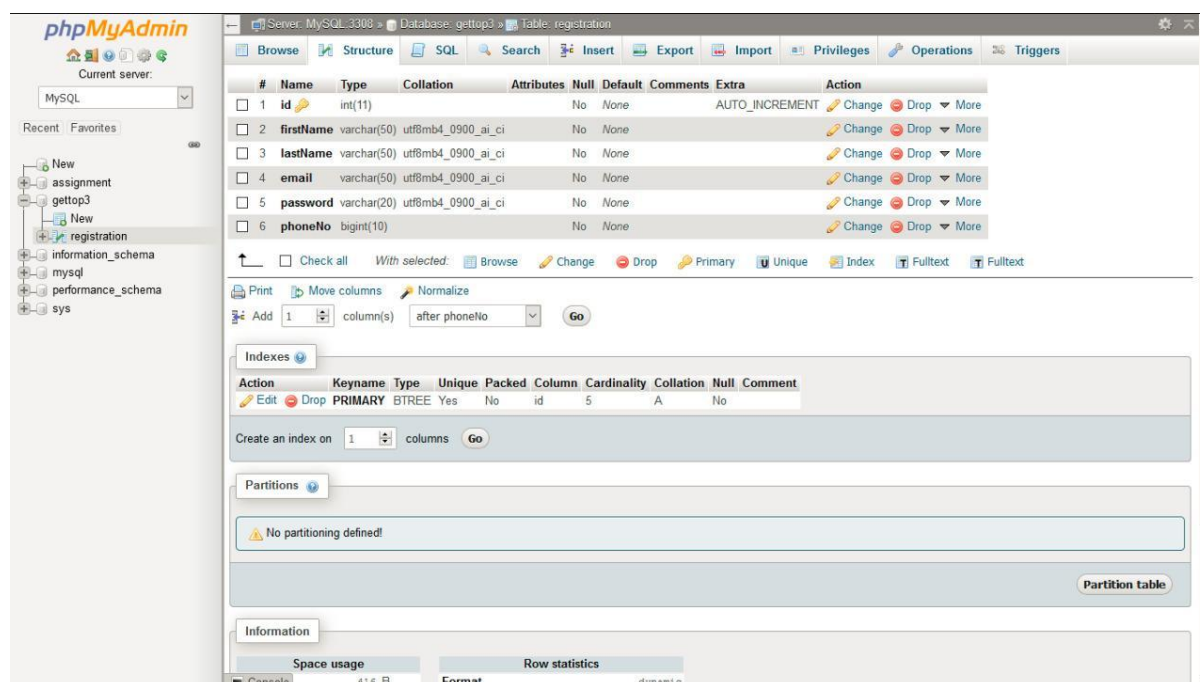 phpMyAdmin
Current server:
MySQL
Recent Favorites
New
assignment
gettop3
New
registration
information_schema
mysql
performance_schema
sys
Server: MySQL:3308 » Database: gettop3 » Table: registration
Browse Structure SQL Search Insert Export Import Privileges Operations Triggers
# Name Type Collation Attributes Null Default Comments Extra Action
1 id int(11) No None AUTO_INCREMENT Change Drop More
2 firstName varchar(50) utf8mb4_0900_ai_ci No None Change Drop More
3 lastName varchar(50) utf8mb4_0900_ai_ci No None Change Drop More
4 email varchar(50) utf8mb4_0900_ai_ci No None Change Drop More
5 password varchar(20) utf8mb4_0900_ai_ci No None Change Drop More
6 phoneNo bigint(10) No None Change Drop More
Check all With selected: Browse Change Drop Primary Unique Index Fulltext Fulltext
Print Move columns Normalize
Add 1 column(s) after phoneNo Go
Indexes
Action Keyname Type Unique Packed Column Cardinality Collation Null Comment
Edit Drop PRIMARY BTREE Yes No id 5 A No
Create an index on 1 columns Go
Partitions
No partitioning defined!
Partition table
Information
Space usage Row statistics
Console Format